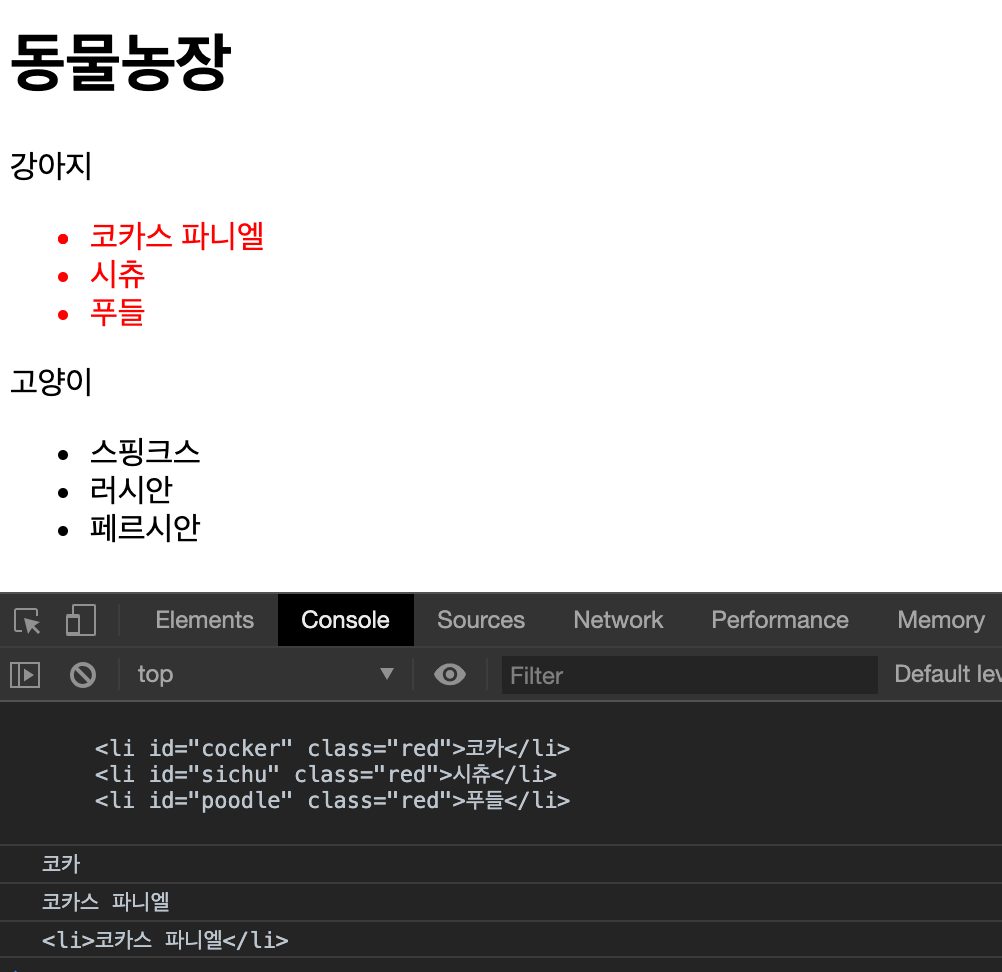 동물농장
강아지
코카스 파니엘
시츄
푸들
고양이
스핑크스
러시안
페르시안
Elements Console Sources Network Performance Memory
top Filter Default lev
<li id="cocker" class="red">코카</li>
<li id="sichu" class="red">시츄</li>
<li id="poodle" class="red">푸들</li>
코카
코카스 파니엘
<li>코카스 파니엘</li>